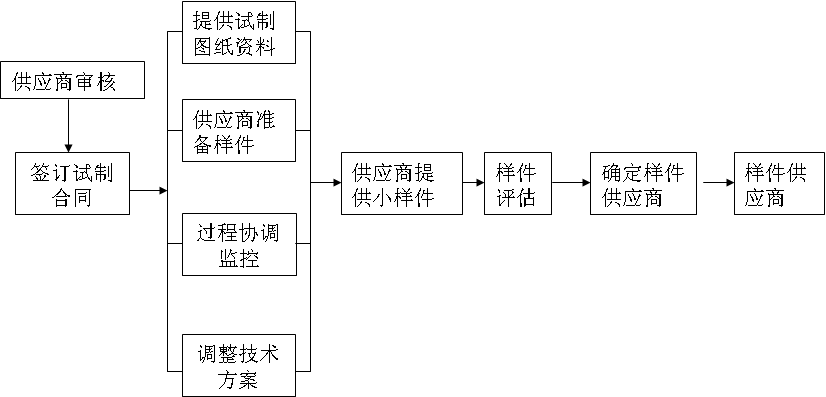 供应商审核
签订试制
合同
提供试制
图纸资料
供应商准
备样件
过程协调
监控
调整技术
方案
供应商提
供小样件
样件
评估
确定样件
供应商
样件供
应商